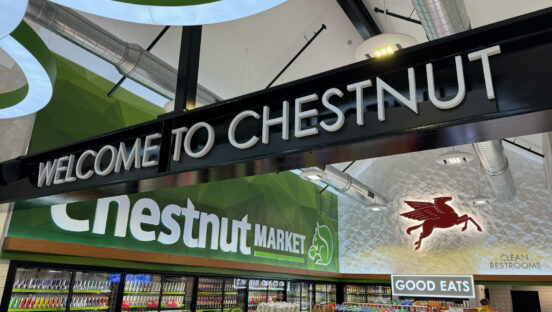 WELCOME TO CHESTNUT
Chestnut MARKET
CLEAN
RESTROOMS
GOOD EATS